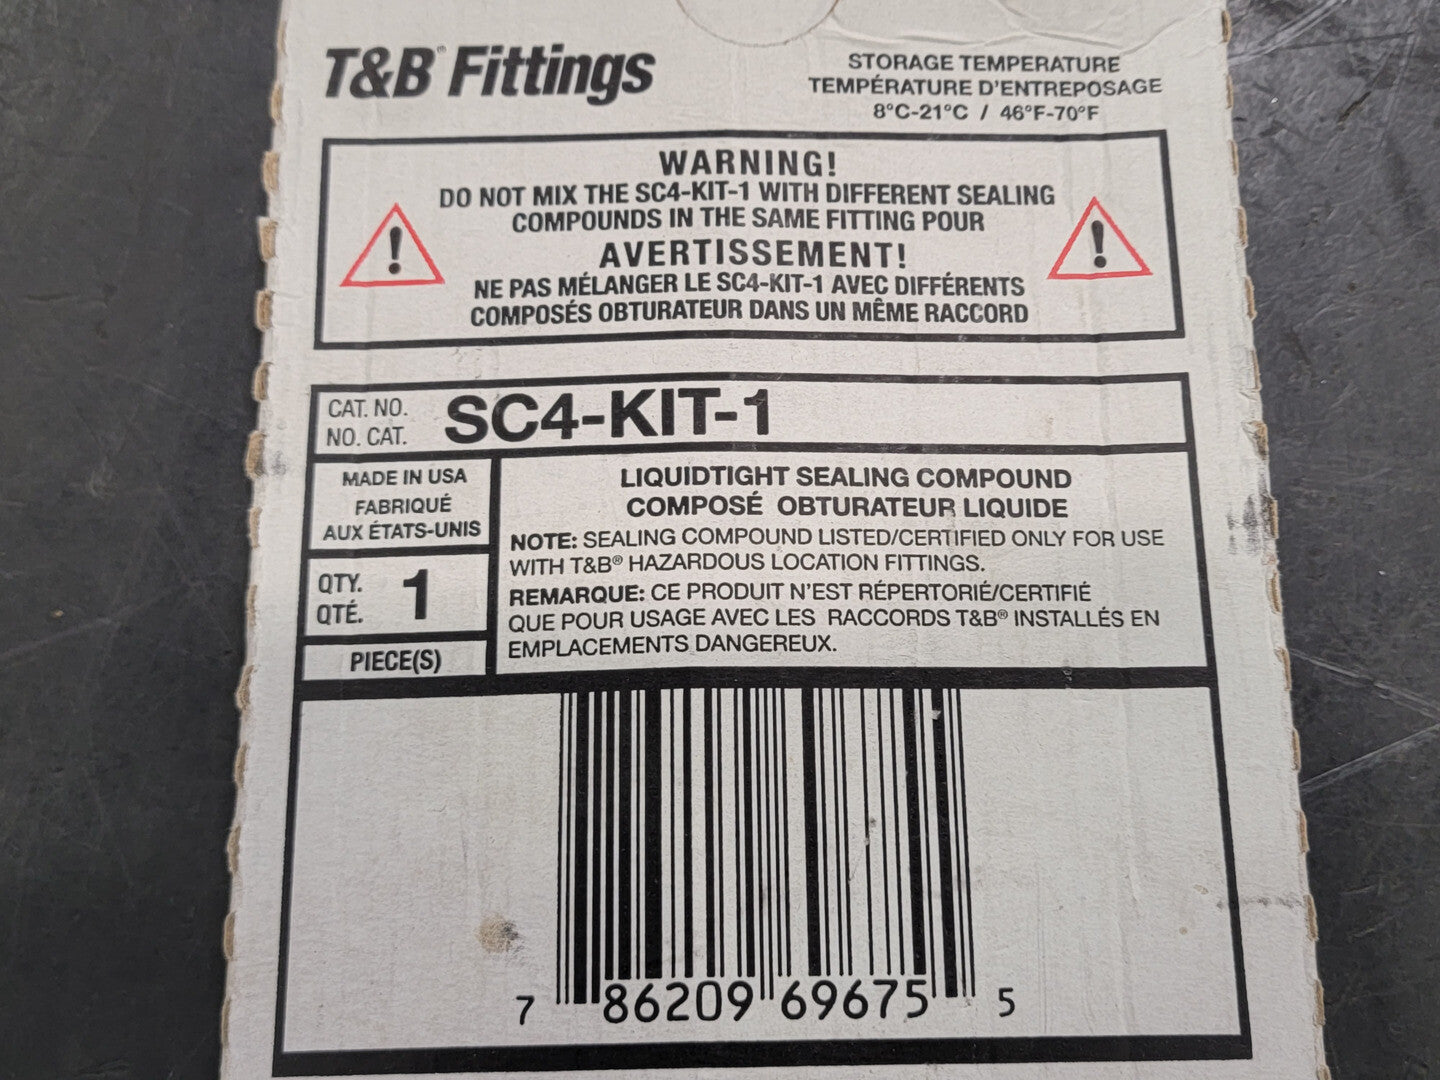 T&B® Fittings
STORAGE TEMPERATURE
TEMPÉRATURE D'ENTREPOSAGE
8°C-21°C / 46°F-70°F
WARNING!
DO NOT MIX THE SC4-KIT-1 WITH DIFFERENT SEALING
COMPOUNDS IN THE SAME FITTING POUR
AVERTISSEMENT!
NE PAS MÉLANGER LE SC4-KIT-1 AVEC DIFFÉRENTS
COMPOSÉS OBTURATEUR DANS UN MÊME RACCORD
CAT. NO.
NO. CAT.
SC4-KIT-1
MADE IN USA
FABRIQUÉ
AUX ÉTATS-UNIS
QTY.
QTÉ.
1
PIECE(S)
LIQUIDTIGHT SEALING COMPOUND
COMPOSÉ OBTURATEUR LIQUIDE
NOTE: SEALING COMPOUND LISTED/CERTIFIED ONLY FOR USE
WITH T&B® HAZARDOUS LOCATION FITTINGS.
REMARQUE: CE PRODUIT N'EST RÉPERTORIÉ/CERTIFIÉ
QUE POUR USAGE AVEC LES RACCORDS T&B® INSTALLÉS EN
EMPLACEMENTS DANGEREUX.
7 86209 69675 5